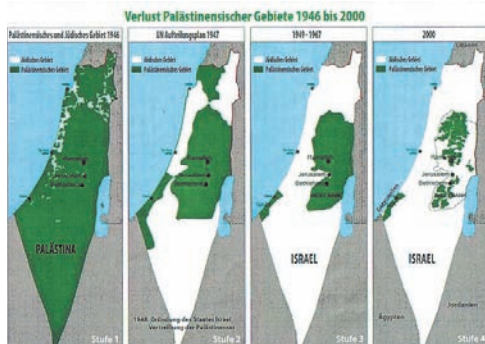 Verlust Palästinensischer Gebiete 1946 bis 2000
Palästinensisches und Jüdisches Gebiet 1946
Jüdisches Gebiet
Palästinensisches Gebiet
PALÄSTINA
Stufe 1
UN Aufteilungsplan 1947
Jüdisches Gebiet
Palästinensisches Gebiet
Jerusalem
1948: Gründung des Staates Israel
Vertreibung der Palästinenser
Stufe 2
1949 - 1967
Jüdisches Gebiet
Palästinensisches Gebiet
Jerusalem
Bethlehem
ISRAEL
Stufe 3
2000
Jüdisches Gebiet
Palästinensisches Gebiet
Libanon
Jerusalem
Bethlehem
ISRAEL
Ägypten
Jordanien
Stufe 4